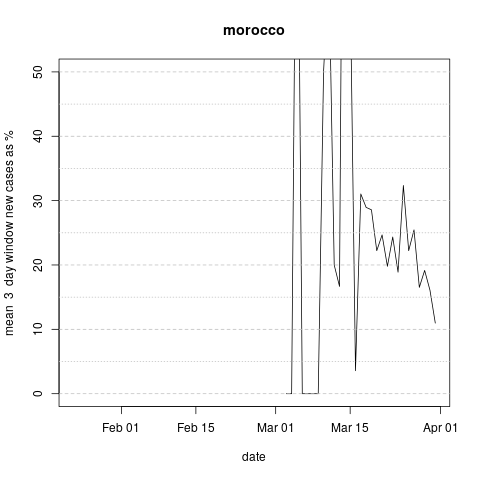 morocco
mean  3  day window new cases as %
50
40
30
20
10
0
Feb 01
Feb 15
Mar 01
Mar 15
Apr 01
date